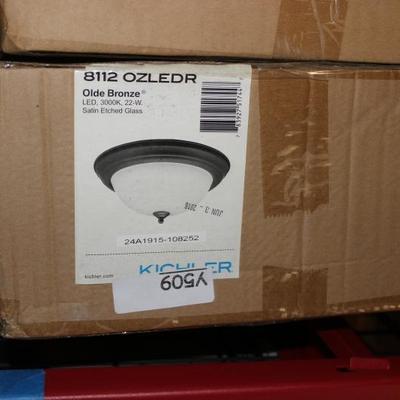 8112 OZLEDR
Olde Bronze®
LED, 3000K, 22-W.
Satin Etched Glass
JUN 3 - 2016
24A1915-108252
kichler.com
KICHLER
Y509